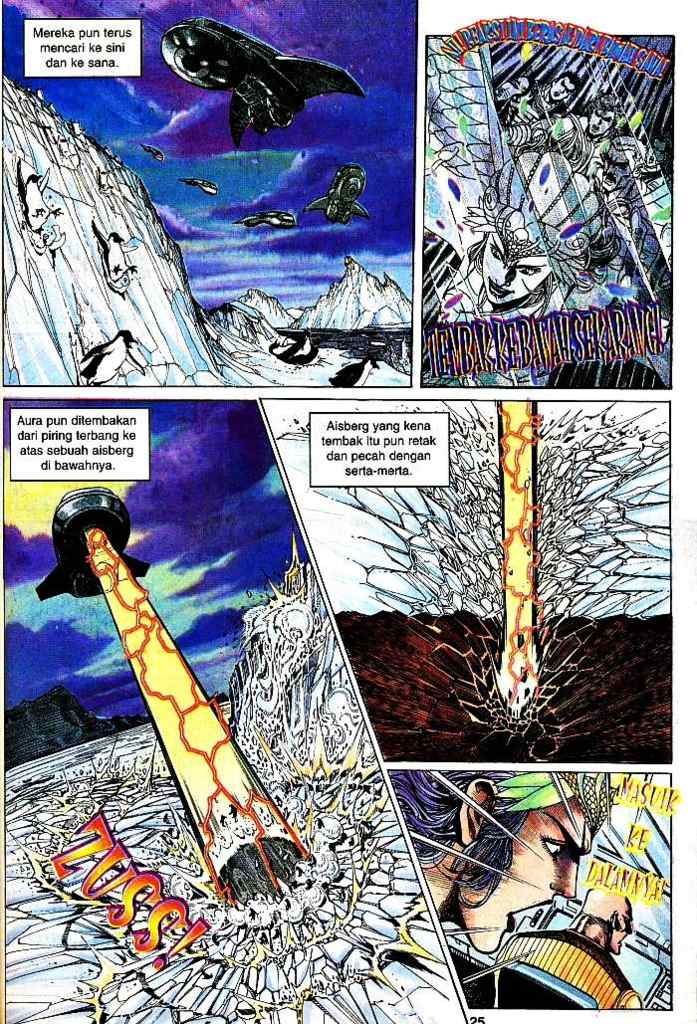 Mereka pun terus
mencari ke sini
dan ke sana.
TEMBAK KE BAWAH SEKARANG!
Aura pun ditembakan
dari piring terbang ke
atas sebuah aisberg
di bawahnya.
Aisberg yang kena
tembak itu pun retak
dan pecah dengan
serta-merta.
ZUSS!
MASUK
KE
DALAMNYA!
25